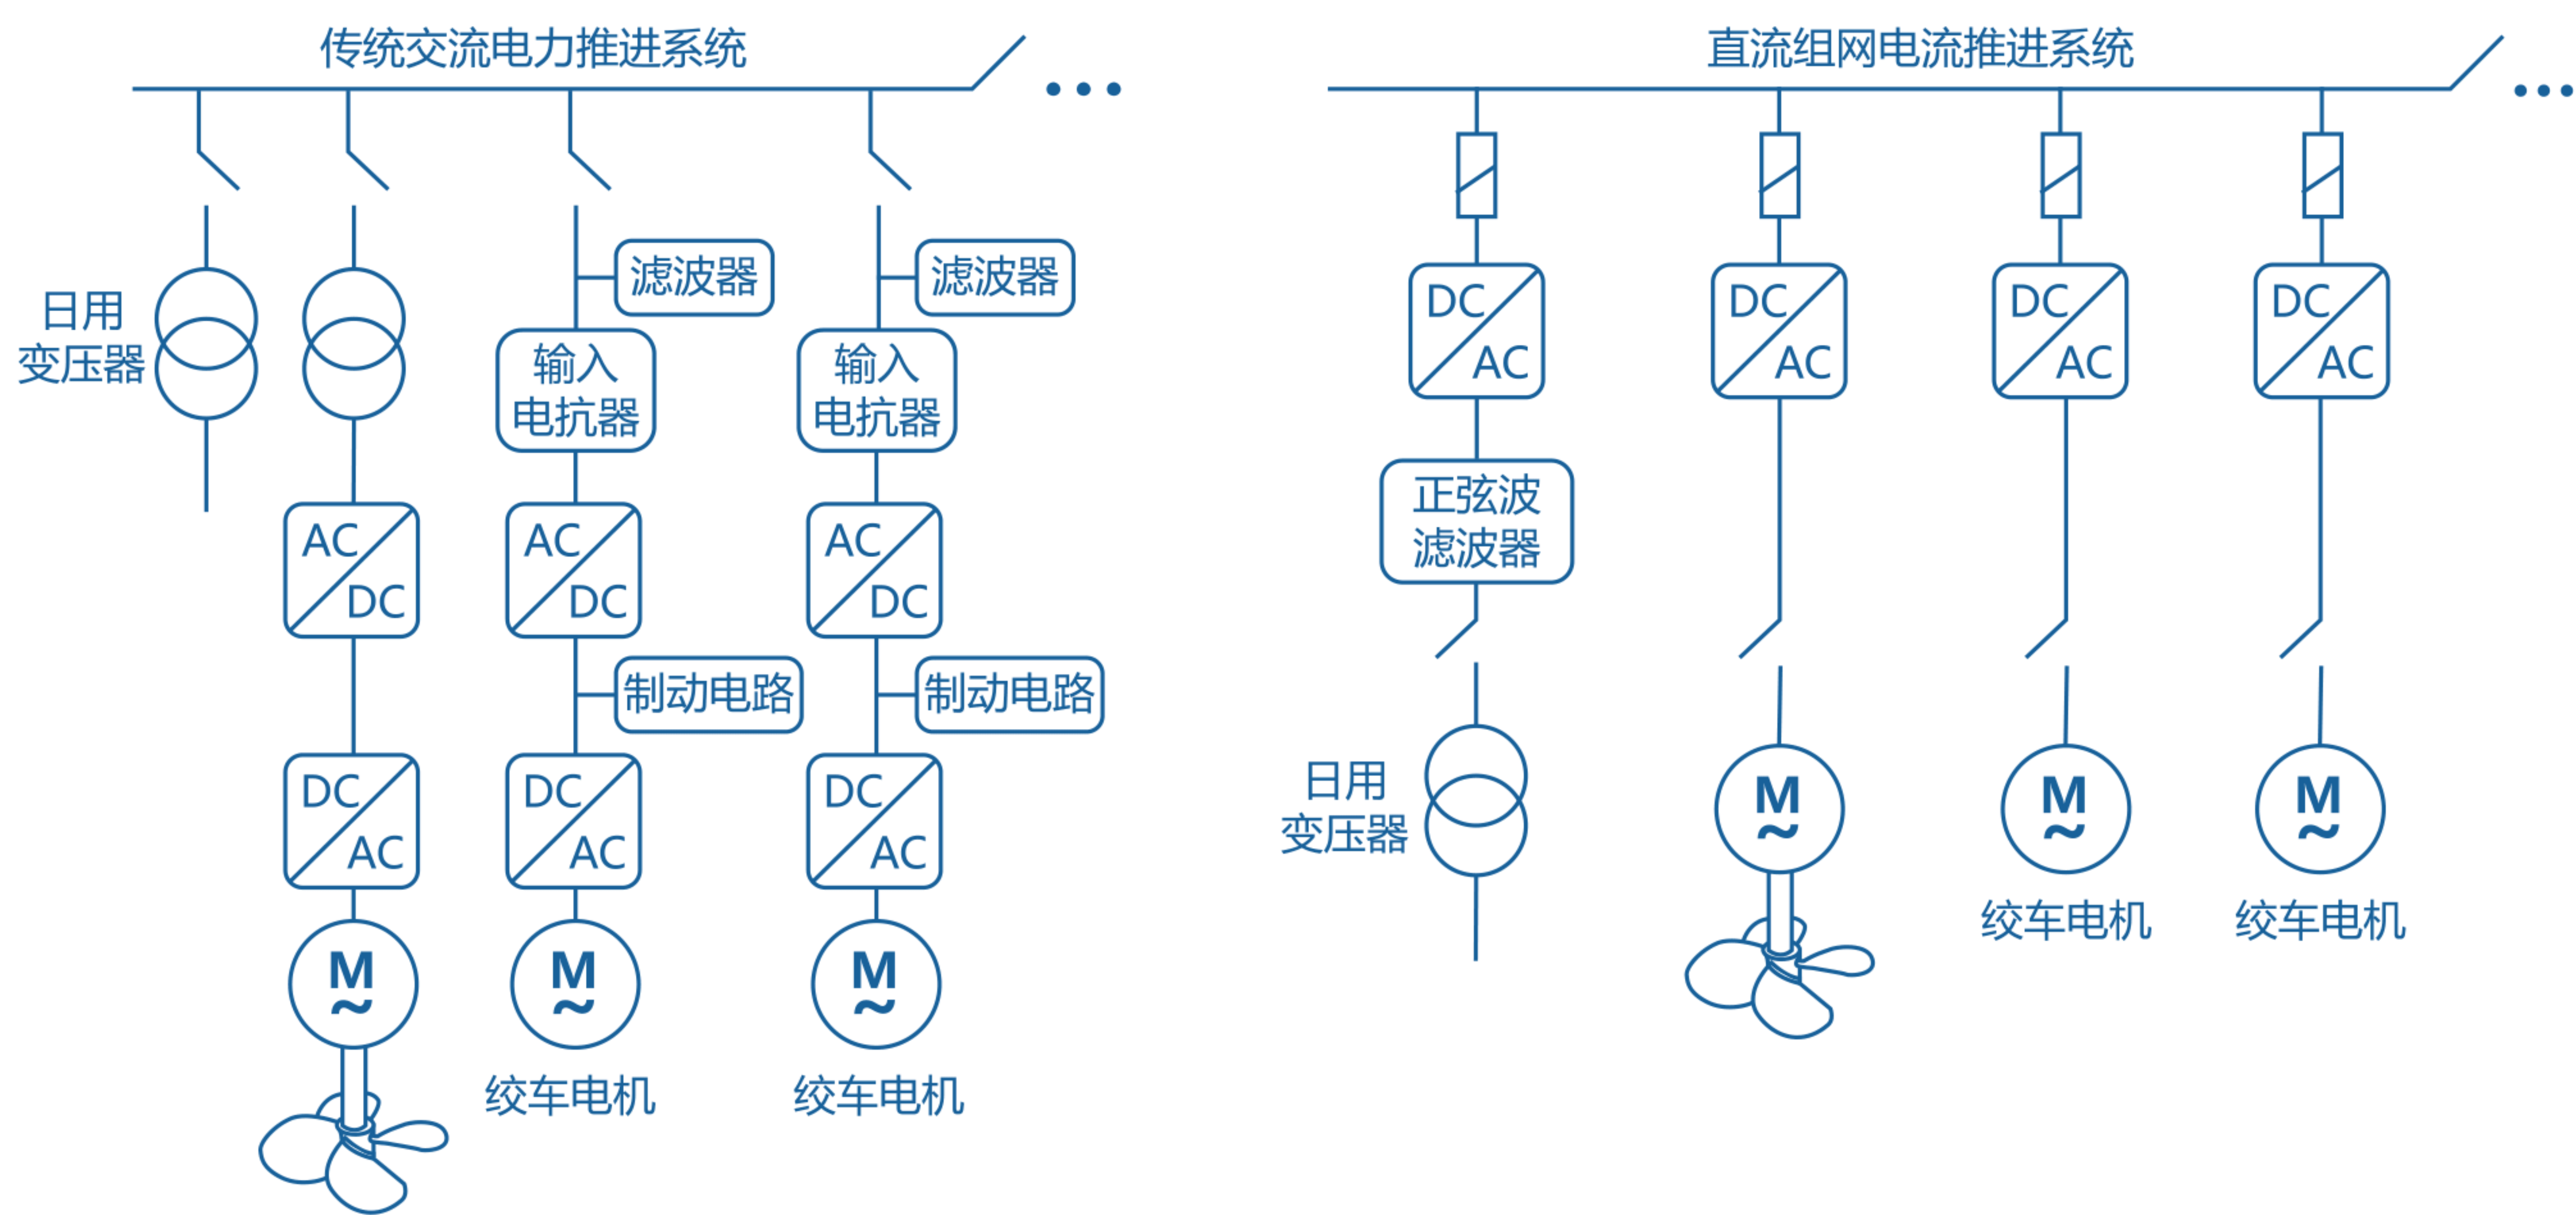 传统交流电力推进系统
滤波器
滤波器
日用
变压器
输入
电抗器
输入
电抗器
AC
DC
AC
DC
AC
DC
制动电路
制动电路
DC
AC
DC
AC
DC
AC
M
~
M
~
M
~
绞车电机
绞车电机
直流组网电流推进系统
DC
AC
DC
AC
DC
AC
DC
AC
正弦波
滤波器
日用
变压器
M
~
M
~
M
~
绞车电机
绞车电机